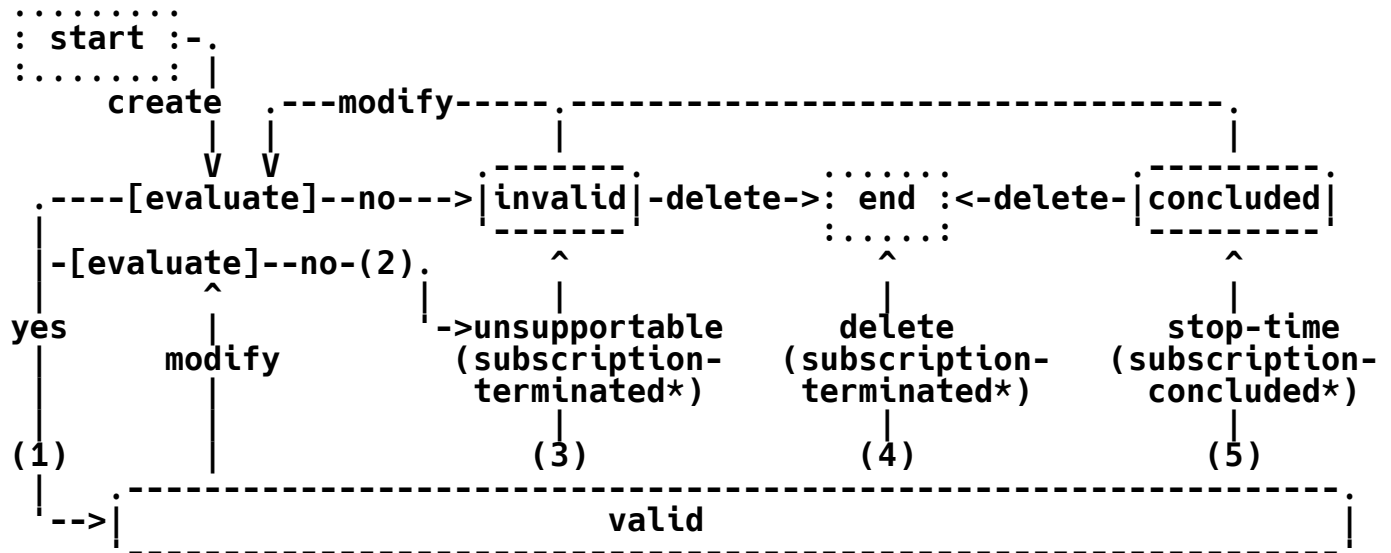 .........
: start :-.
:.......: |
     create  .---modify-----.----------------------------------.
          |  |              |                                  |
          V  V          .-------.         .......         .---------.
 .----[evaluate]--no--->|invalid|-delete->: end :<-delete-|concluded|
 |                      '-------'         :.....:         '---------'
 |-[evaluate]--no-(2).      ^                ^                 ^
 |        ^          |      |                |                 |
yes       |          '->unsupportable      delete           stop-time
 |      modify         (subscription-   (subscription-   (subscription-
 |        |             terminated*)     terminated*)      concluded*)
 |        |                 |                |                 |
(1)       |                (3)              (4)               (5)
 |   .---------------------------------------------------------------.
 '-->|                         valid                                 |
     '---------------------------------------------------------------'